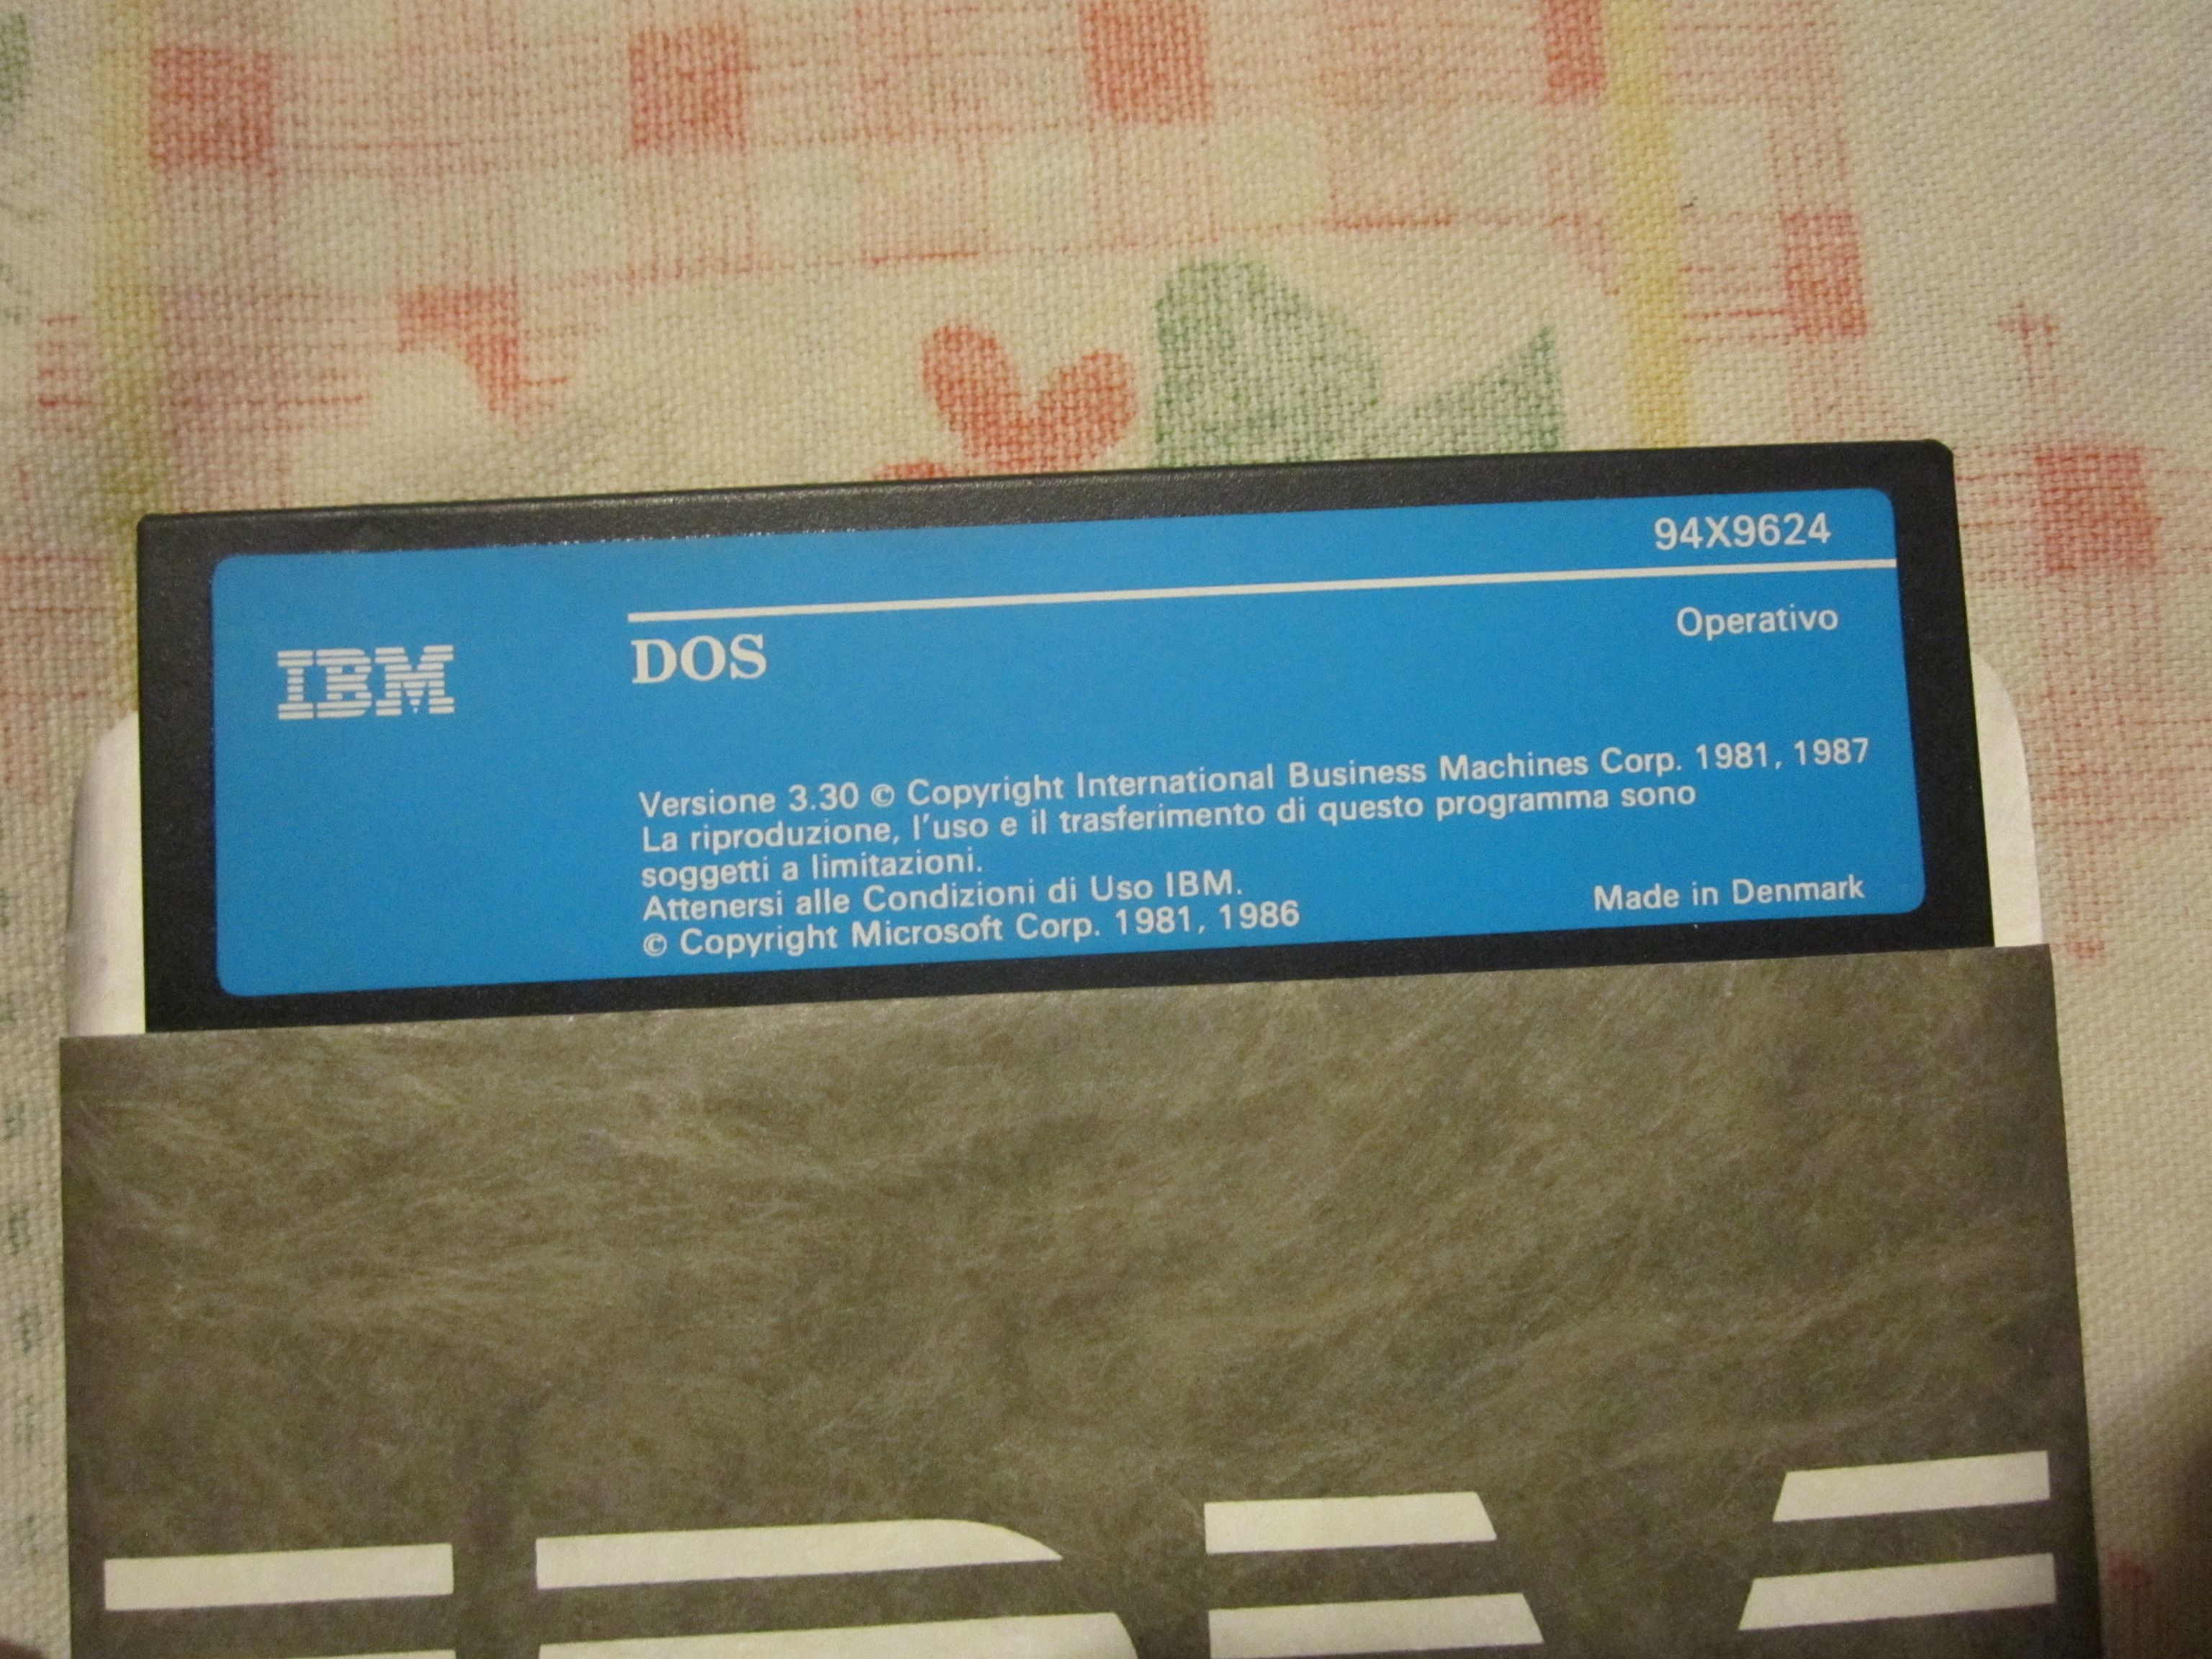 94X9624
IBM
DOS
Operativo
Versione 3.30 © Copyright International Business Machines Corp. 1981, 1987
La riproduzione, l'uso e il trasferimento di questo programma sono
soggetti a limitazioni.
Attenersi alle Condizioni di Uso IBM.
© Copyright Microsoft Corp. 1981, 1986
Made in Denmark
IBM